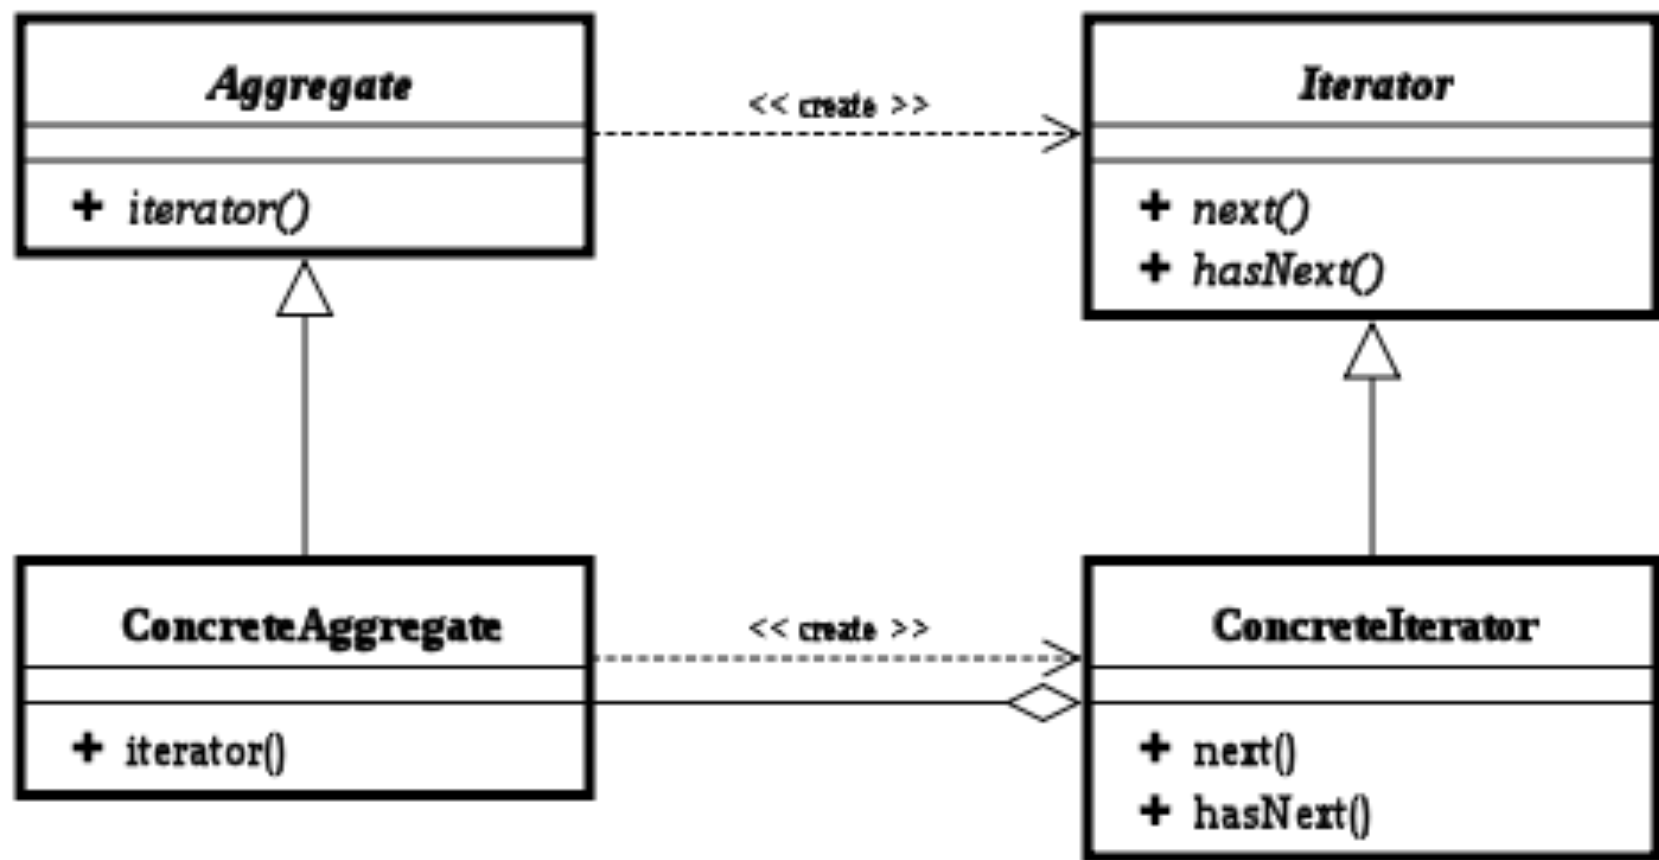 Aggregate
+ iterator()
<< create >>
Iterator
+ next()
+ hasNext()
ConcreteAggregate
+ iterator()
<< create >>
ConcreteIterator
+ next()
+ hasNext()